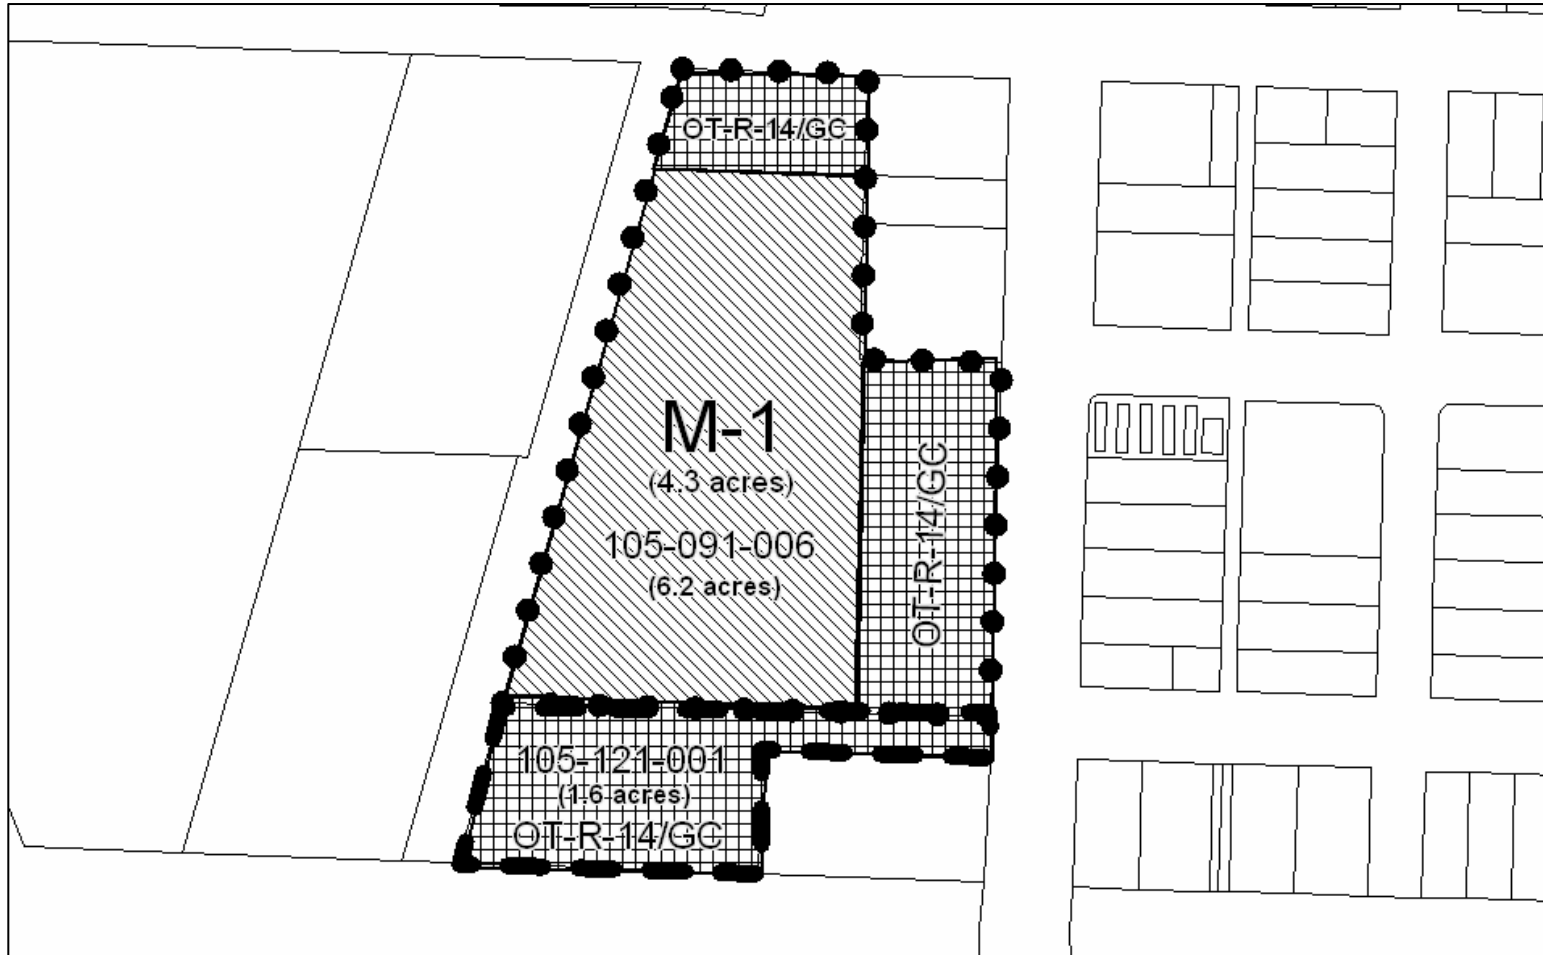 OT-R-14/GC
M-1
(4.3 acres)
105-091-006
(6.2 acres)
OT-R-14/GC
105-121-001
(1.6 acres)
OT-R-14/GC